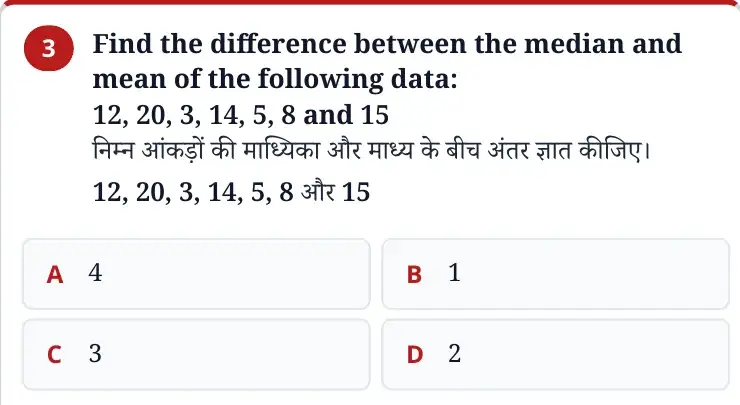 3 Find the difference between the median and
mean of the following data:
12, 20, 3, 14, 5, 8 and 15
निम्न आंकड़ों की माध्यिका और माध्य के बीच अंतर ज्ञात कीजिए।
12, 20, 3, 14, 5, 8 और 15
A 4
B 1
C 3
D 2